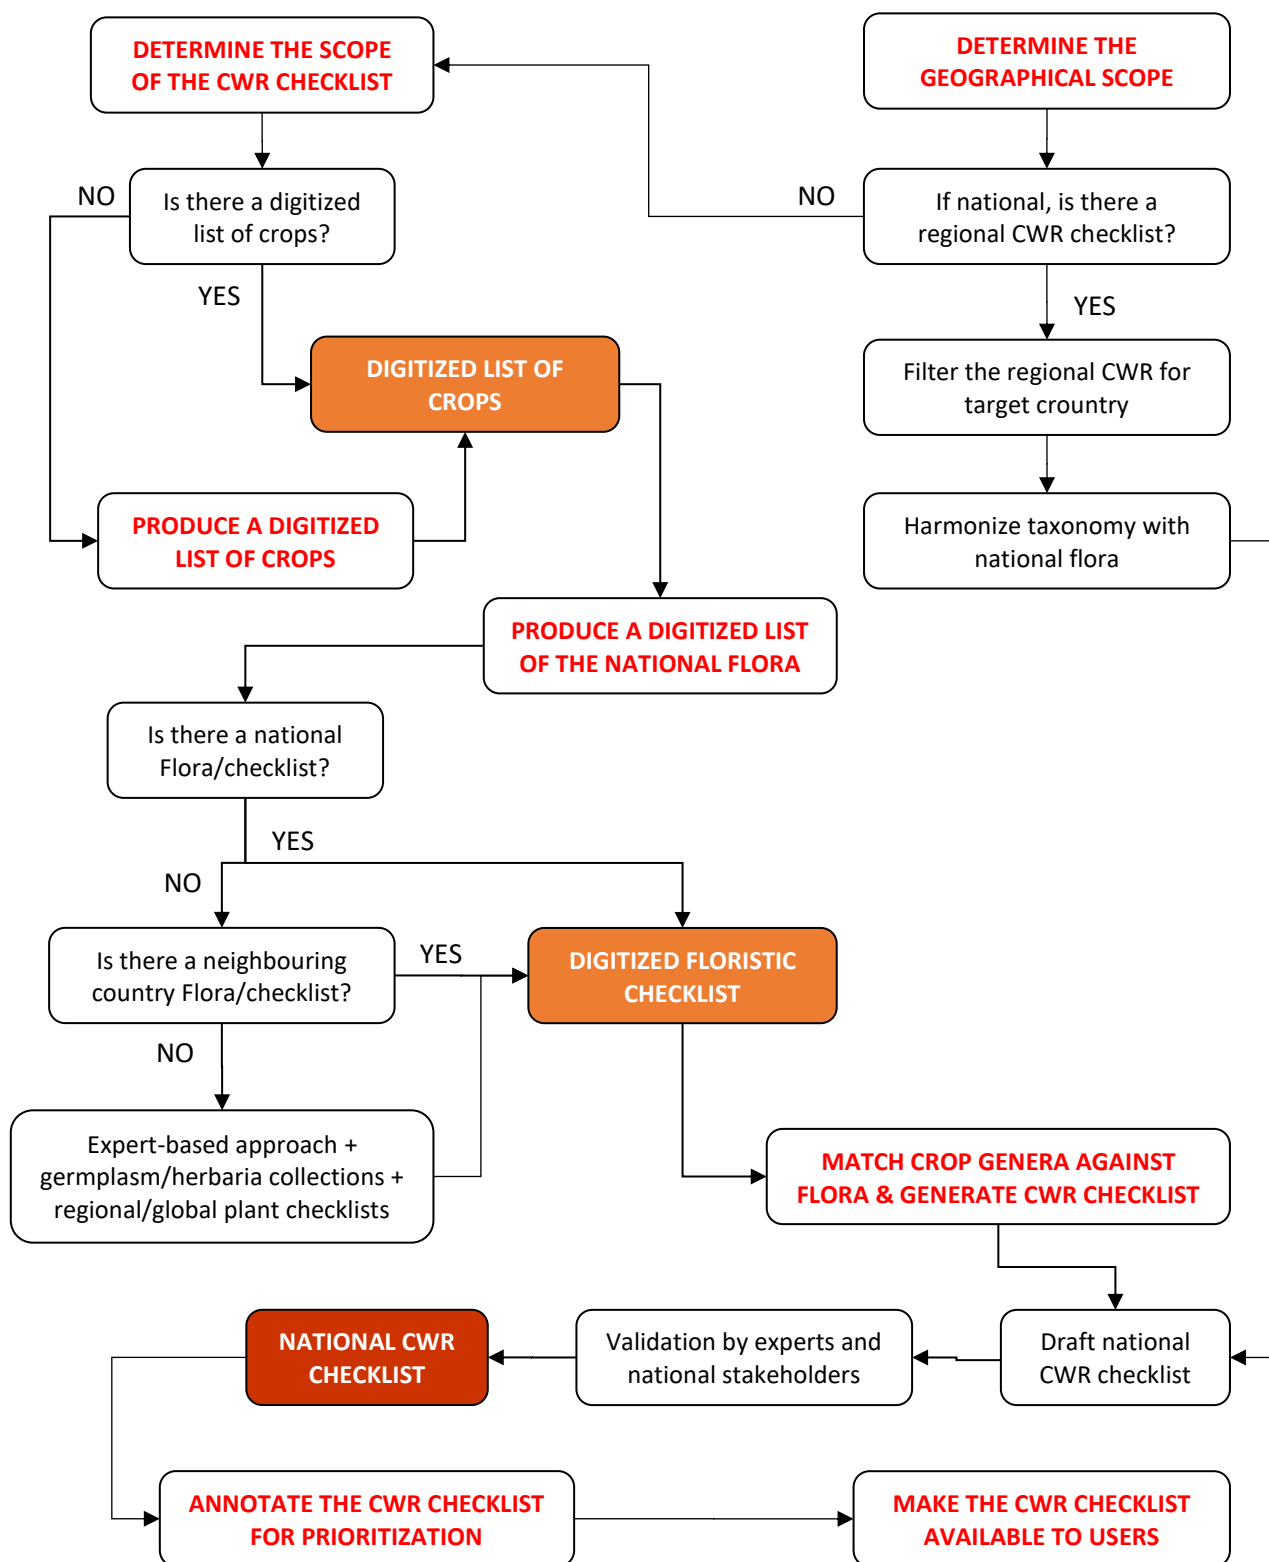 DETERMINE THE SCOPE
OF THE CWR CHECKLIST
DETERMINE THE
GEOGRAPHICAL SCOPE
NO
Is there a digitized
list of crops?
NO
If national, is there a
regional CWR checklist?
YES
YES
DIGITIZED LIST OF
CROPS
Filter the regional CWR for
target crountry
PRODUCE A DIGITIZED
LIST OF CROPS
Harmonize taxonomy with
national flora
PRODUCE A DIGITIZED LIST
OF THE NATIONAL FLORA
Is there a national
Flora/checklist?
YES
NO
Is there a neighbouring
country Flora/checklist?
YES
DIGITIZED FLORISTIC
CHECKLIST
NO
Expert-based approach +
germplasm/herbaria collections +
regional/global plant checklists
MATCH CROP GENERA AGAINST
FLORA & GENERATE CWR CHECKLIST
NATIONAL CWR
CHECKLIST
Validation by experts and
national stakeholders
Draft national
CWR checklist
ANNOTATE THE CWR CHECKLIST
FOR PRIORITIZATION
MAKE THE CWR CHECKLIST
AVAILABLE TO USERS